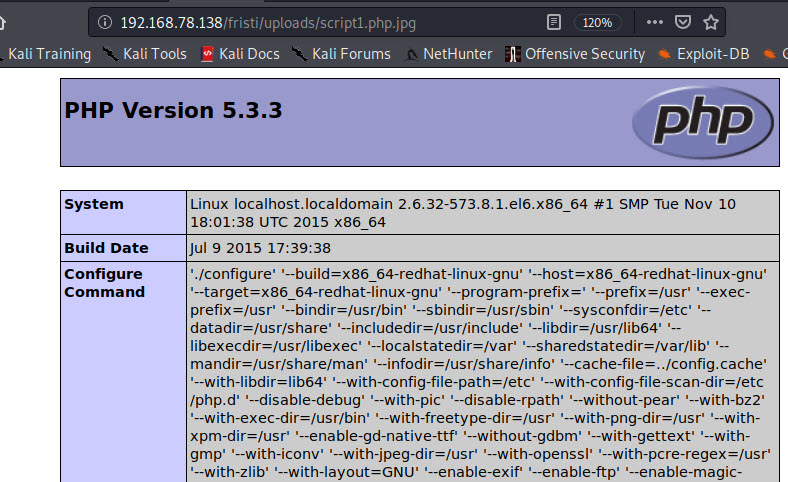 192.168.78.138/fristi/uploads/script1.php.jpg 120%
Kali Training Kali Tools Kali Docs Kali Forums NetHunter Offensive Security Exploit-DB
PHP Version 5.3.3
php
System Linux localhost.localdomain 2.6.32-573.8.1.el6.x86_64 #1 SMP Tue Nov 10
18:01:38 UTC 2015 x86_64
Build Date Jul 9 2015 17:39:38
Configure './configure' '--build=x86_64-redhat-linux-gnu' '--host=x86_64-redhat-linux-gnu'
Command '--target=x86_64-redhat-linux-gnu' '--program-prefix=' '--prefix=/usr' '--exec-
prefix=/usr' '--bindir=/usr/bin' '--sbindir=/usr/sbin' '--sysconfdir=/etc' '--
datadir=/usr/share' '--includedir=/usr/include' '--libdir=/usr/lib64' '--
libexecdir=/usr/libexec' '--localstatedir=/var' '--sharedstatedir=/var/lib' '--
mandir=/usr/share/man' '--infodir=/usr/share/info' '--cache-file=../config.cache'
'--with-libdir=lib64' '--with-config-file-path=/etc' '--with-config-file-scan-dir=/etc
/php.d' '--disable-debug' '--with-pic' '--disable-rpath' '--without-pear' '--with-bz2'
'--with-exec-dir=/usr/bin' '--with-freetype-dir=/usr' '--with-png-dir=/usr' '--with-
xpm-dir=/usr' '--enable-gd-native-ttf' '--without-gdbm' '--with-gettext' '--with-
gmp' '--with-iconv' '--with-jpeg-dir=/usr' '--with-openssl' '--with-pcre-regex=/usr'
'--with-zlib' '--with-layout=GNU' '--enable-exif' '--enable-ftp' '--enable-magic-